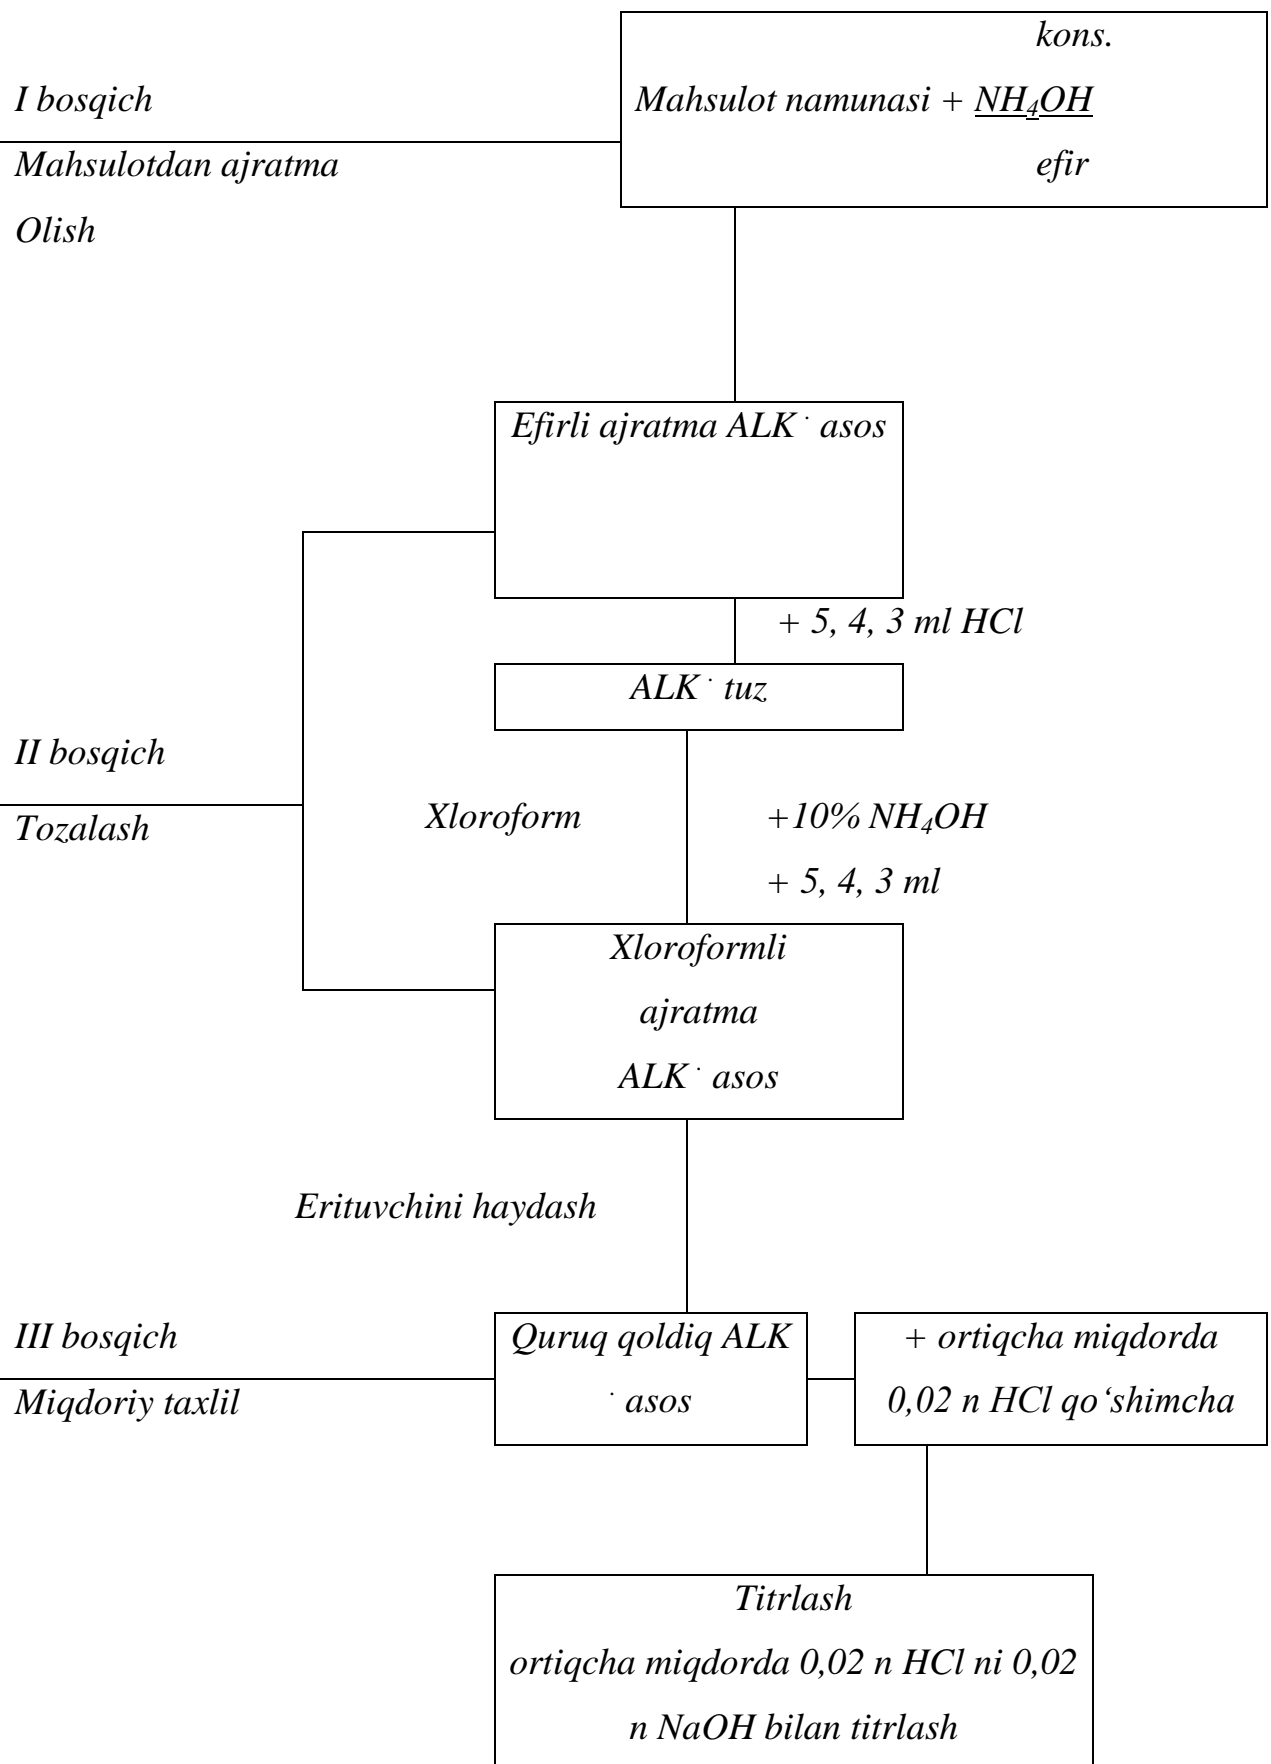 kons.
I bosqich
Mahsulot namunasi + NH₄OH
Mahsulotdan ajratma
efir
Olish
Efirli ajratma ALK · asos
+ 5, 4, 3 ml HCl
ALK · tuz
II bosqich
Tozalash
Xloroform
+10% NH₄OH
+ 5, 4, 3 ml
Xloroformli
ajratma
ALK · asos
Erituvchini haydash
III bosqich
Miqdoriy taxlil
Quruq qoldiq ALK
· asos
+ ortiqcha miqdorda
0,02 n HCl qo‘shimcha
Titrlash
ortiqcha miqdorda 0,02 n HCl ni 0,02
n NaOH bilan titrlash